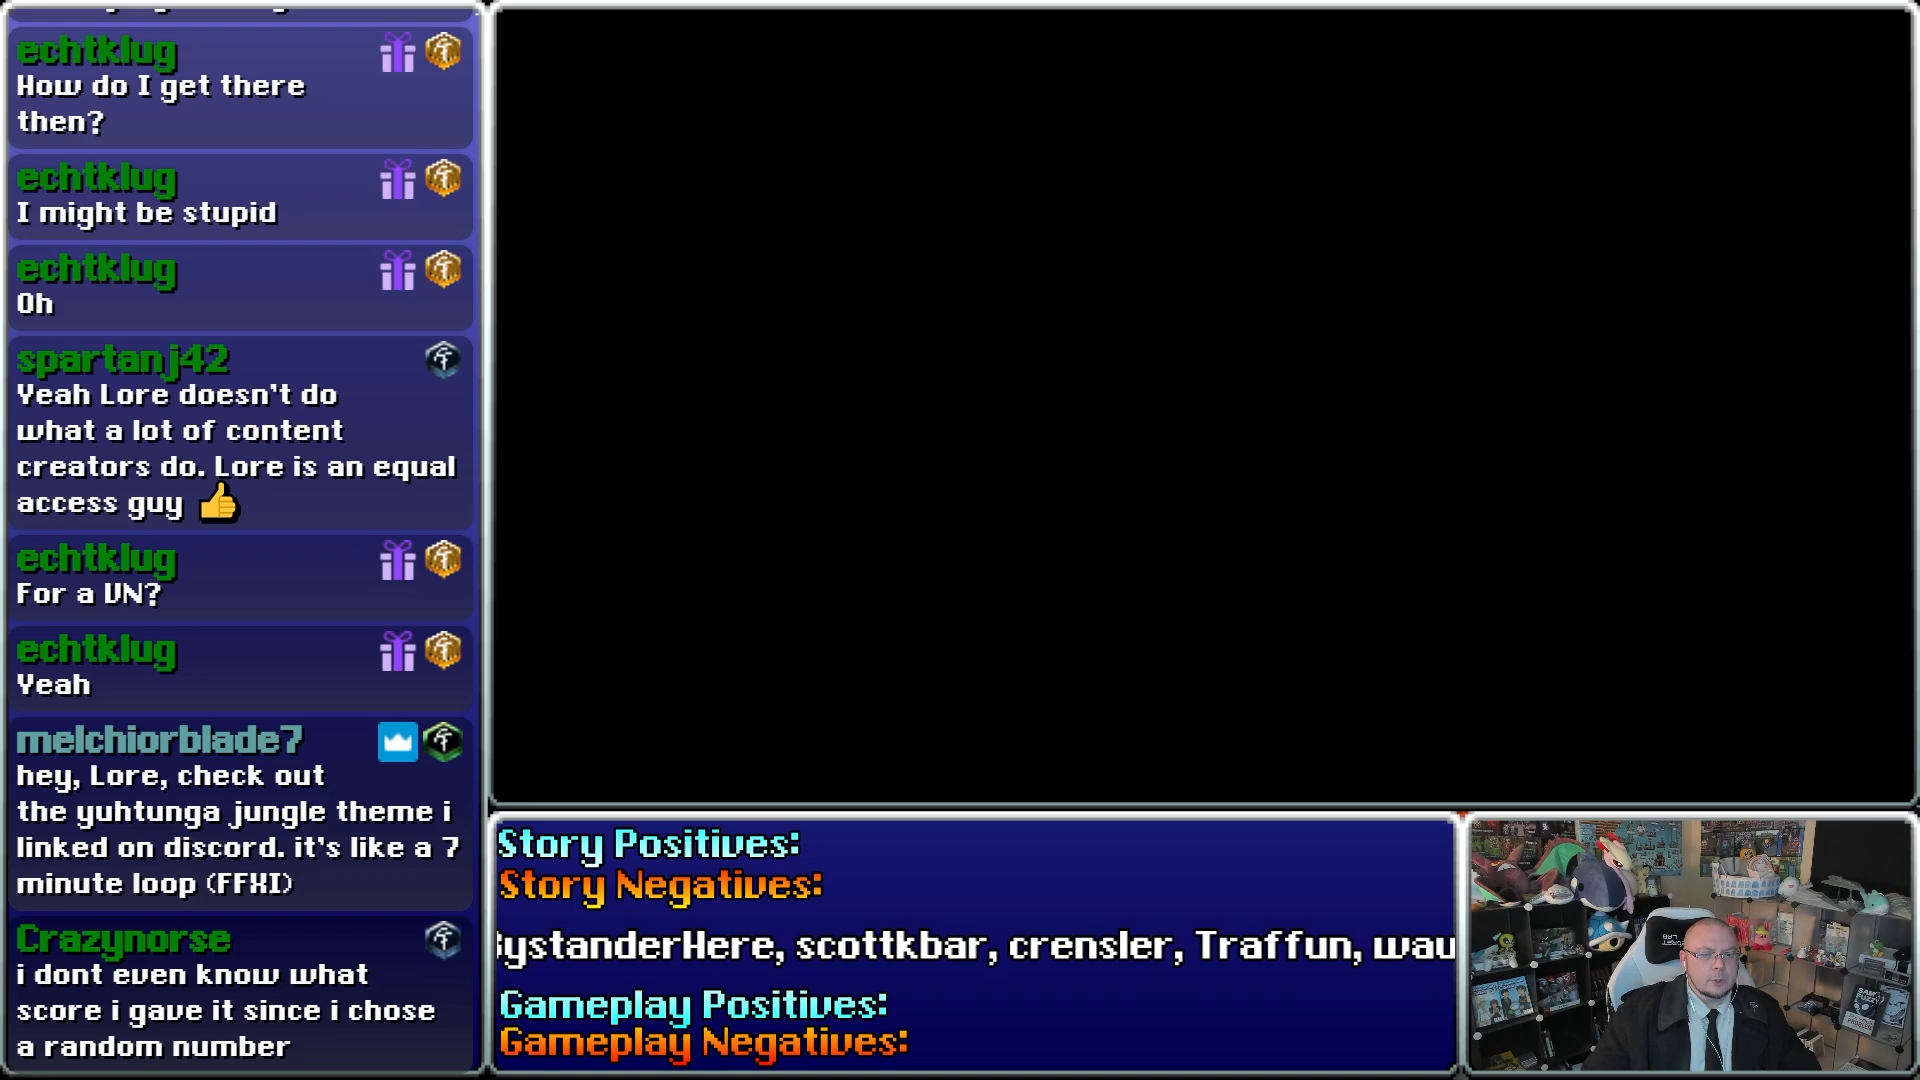 echtklug
How do I get there
then?
echtklug
I might be stupid
echtklug
Oh
spartanj42
Yeah Lore doesn't do
what a lot of content
creators do. Lore is an equal
access guy 👍
echtklug
For a VN?
echtklug
Yeah
melchiorblade7
hey, Lore, check out
the yuhtunga jungle theme i
linked on discord. it's like a 7
minute loop (FFXI)
Crazynorse
i dont even know what
score i gave it since i chose
a random number
Story Positives:
Story Negatives:
ystanderHere, scottkbar, crensler, Traffun, wau
Gameplay Positives:
Gameplay Negatives: